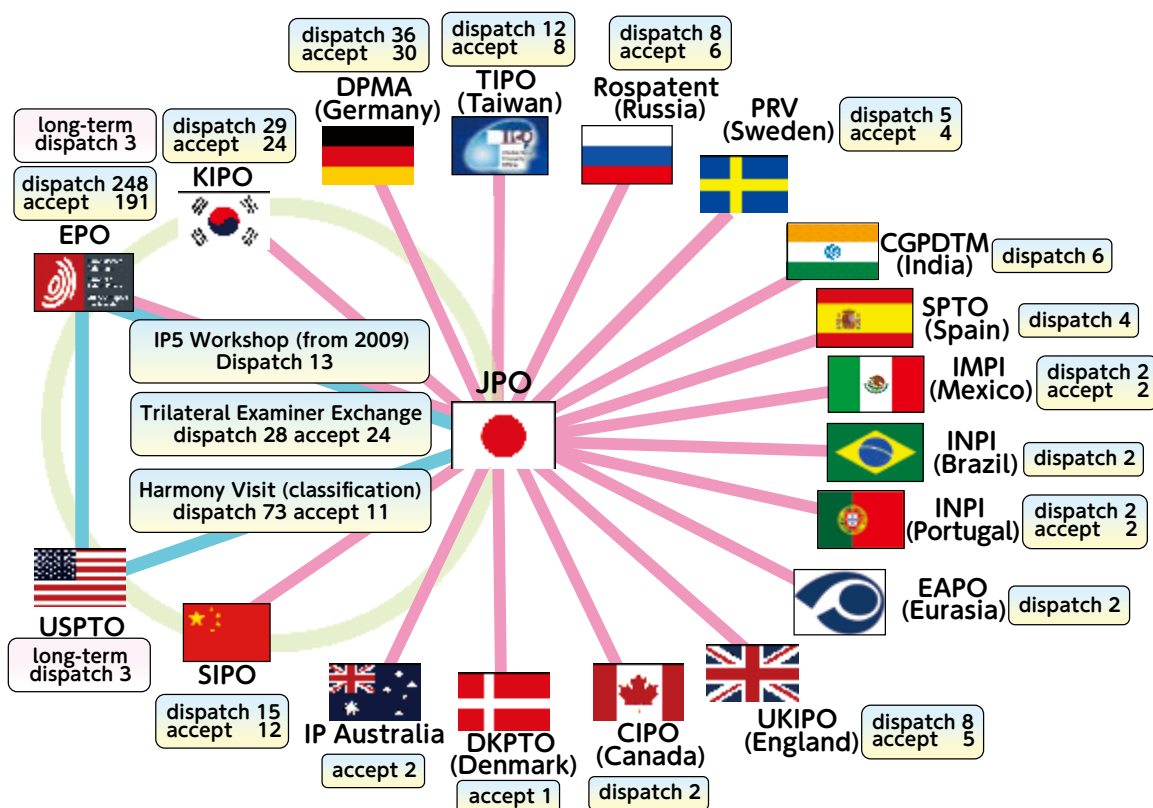 dispatch 36
accept 30
DPMA
(Germany)
dispatch 12
accept 8
TIPO
(Taiwan)
dispatch 8
accept 6
Rospatent
(Russia)
PRV
(Sweden)
dispatch 5
accept 4
long-term
dispatch 3
dispatch 29
accept 24
KIPO
dispatch 248
accept 191
EPO
CGPDTM
(India)
dispatch 6
SPTO
(Spain)
dispatch 4
IP5 Workshop (from 2009)
Dispatch 13
JPO
IMPI
(Mexico)
dispatch 2
accept 2
Trilateral Examiner Exchange
dispatch 28 accept 24
INPI
(Brazil)
dispatch 2
Harmony Visit (classification)
dispatch 73 accept 11
INPI
(Portugal)
dispatch 2
accept 2
EAPO
(Eurasia)
dispatch 2
USPTO
long-term
dispatch 3
SIPO
dispatch 15
accept 12
IP Australia
accept 2
DKPTO
(Denmark)
accept 1
CIPO
(Canada)
dispatch 2
UKIPO
(England)
dispatch 8
accept 5